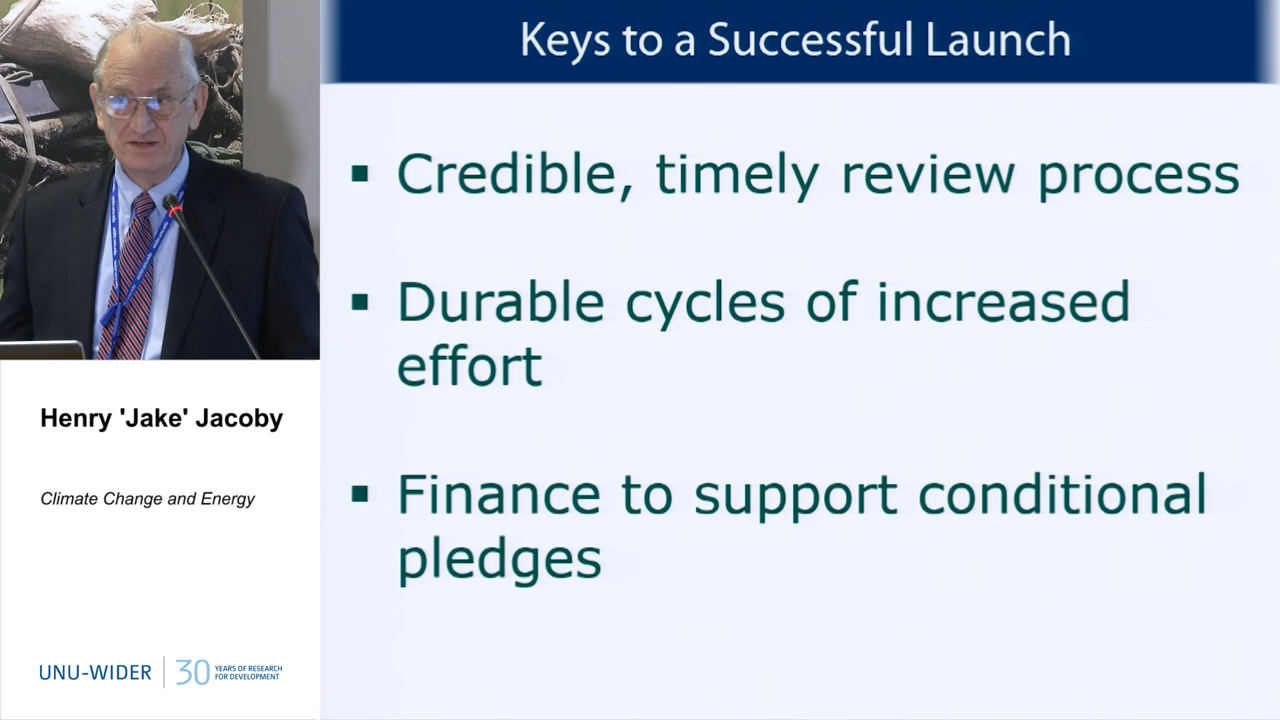 Keys to a Successful Launch
▪ Credible, timely review process
▪ Durable cycles of increased
effort
▪ Finance to support conditional
pledges
Henry 'Jake' Jacoby
Climate Change and Energy
UNU-WIDER | 30 YEARS OF RESEARCH
FOR DEVELOPMENT